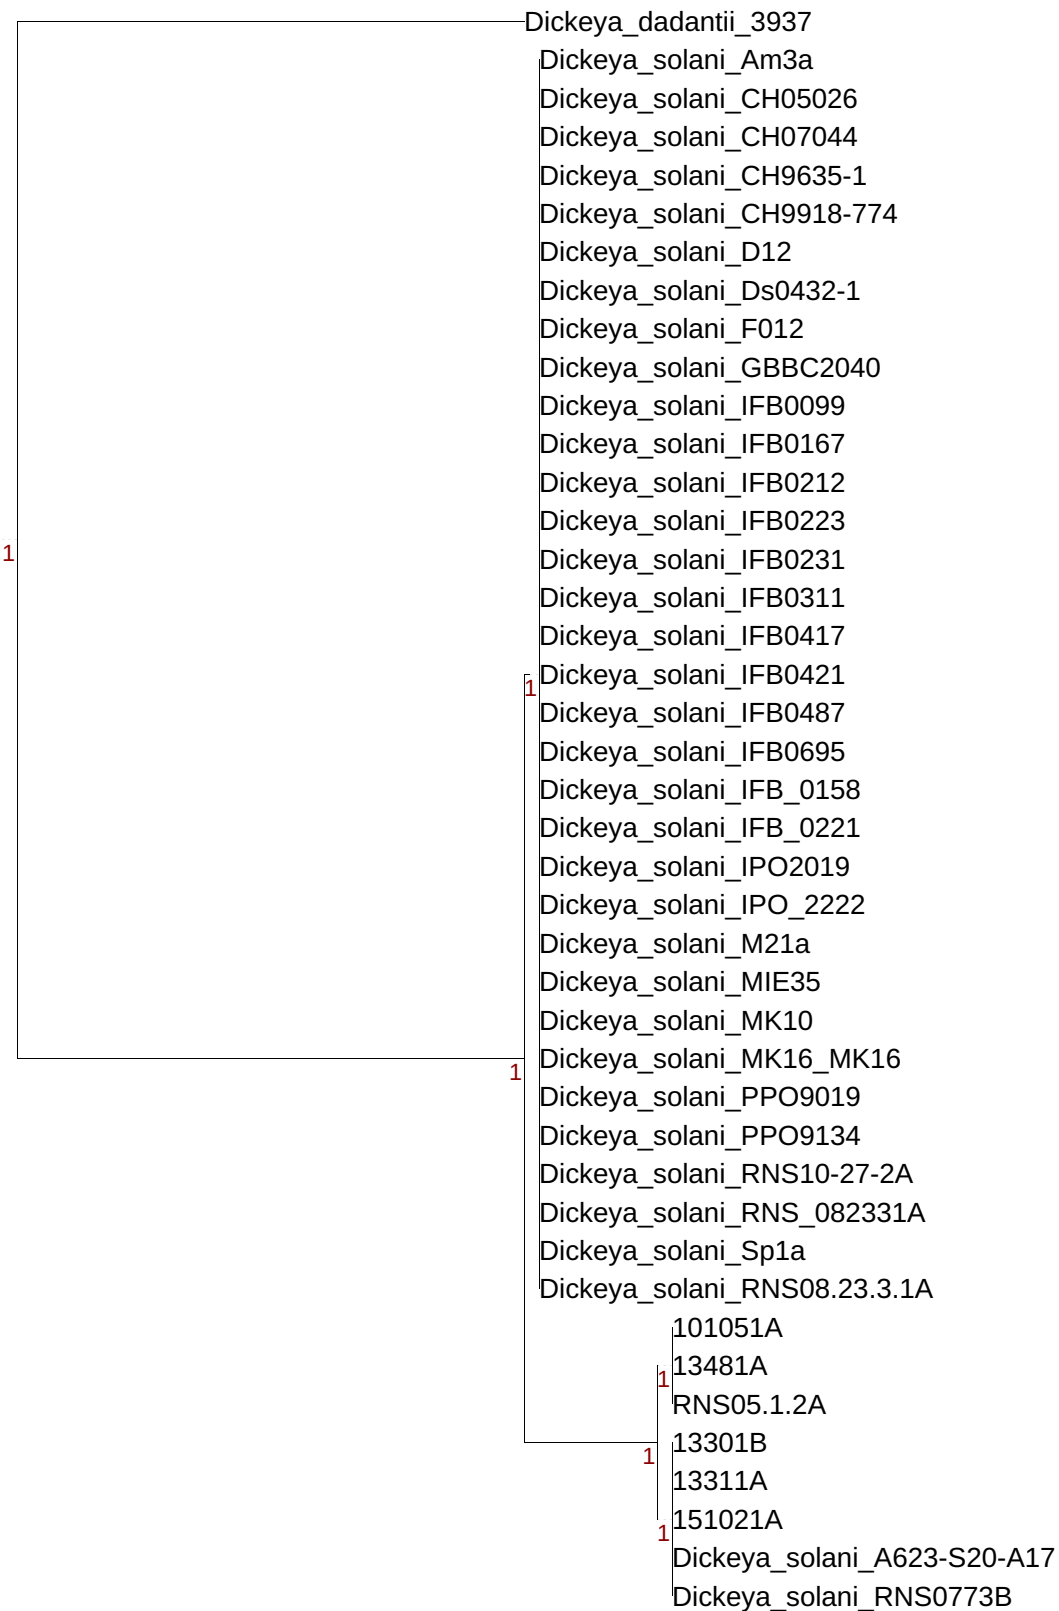 Dickeya_dadantii_3937
Dickeya_solani_Am3a
Dickeya_solani_CH05026
Dickeya_solani_CH07044
Dickeya_solani_CH9635-1
Dickeya_solani_CH9918-774
Dickeya_solani_D12
Dickeya_solani_Ds0432-1
Dickeya_solani_F012
Dickeya_solani_GBBC2040
Dickeya_solani_IFB0099
Dickeya_solani_IFB0167
Dickeya_solani_IFB0212
Dickeya_solani_IFB0223
1
Dickeya_solani_IFB0231
Dickeya_solani_IFB0311
Dickeya_solani_IFB0417
Dickeya_solani_IFB0421
1
Dickeya_solani_IFB0487
Dickeya_solani_IFB0695
Dickeya_solani_IFB_0158
Dickeya_solani_IFB_0221
Dickeya_solani_IPO2019
Dickeya_solani_IPO_2222
Dickeya_solani_M21a
Dickeya_solani_MIE35
Dickeya_solani_MK10
Dickeya_solani_MK16_MK16
1
Dickeya_solani_PPO9019
Dickeya_solani_PPO9134
Dickeya_solani_RNS10-27-2A
Dickeya_solani_RNS_082331A
Dickeya_solani_Sp1a
Dickeya_solani_RNS08.23.3.1A
101051A
13481A
1
RNS05.1.2A
13301B
1
13311A
151021A
1
Dickeya_solani_A623-S20-A17
Dickeya_solani_RNS0773B